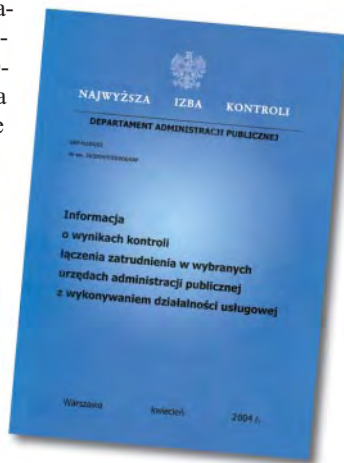 a-
-
-
a
e
NAJWYŻSZA IZBA KONTROLI
DEPARTAMENT ADMINISTRACJI PUBLICZNEJ
Informacja
o wynikach kontroli
łączenia zatrudnienia w wybranych
urzędach administracji publicznej
z wykonywaniem działalności usługowej
Warszawa kwiecień 2004 r.